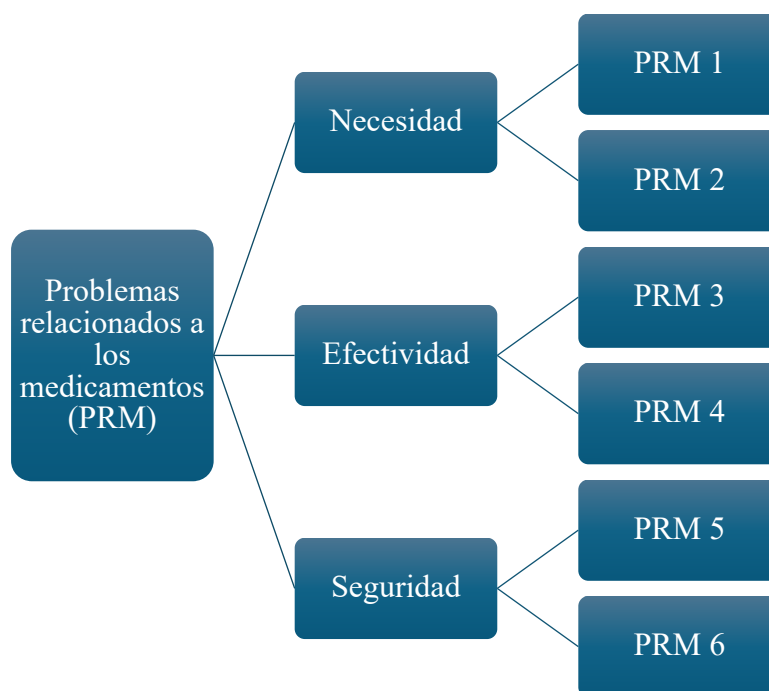 Problemas
relacionados a
los
medicamentos
(PRM)
Necesidad
PRM 1
PRM 2
Efectividad
PRM 3
PRM 4
Seguridad
PRM 5
PRM 6